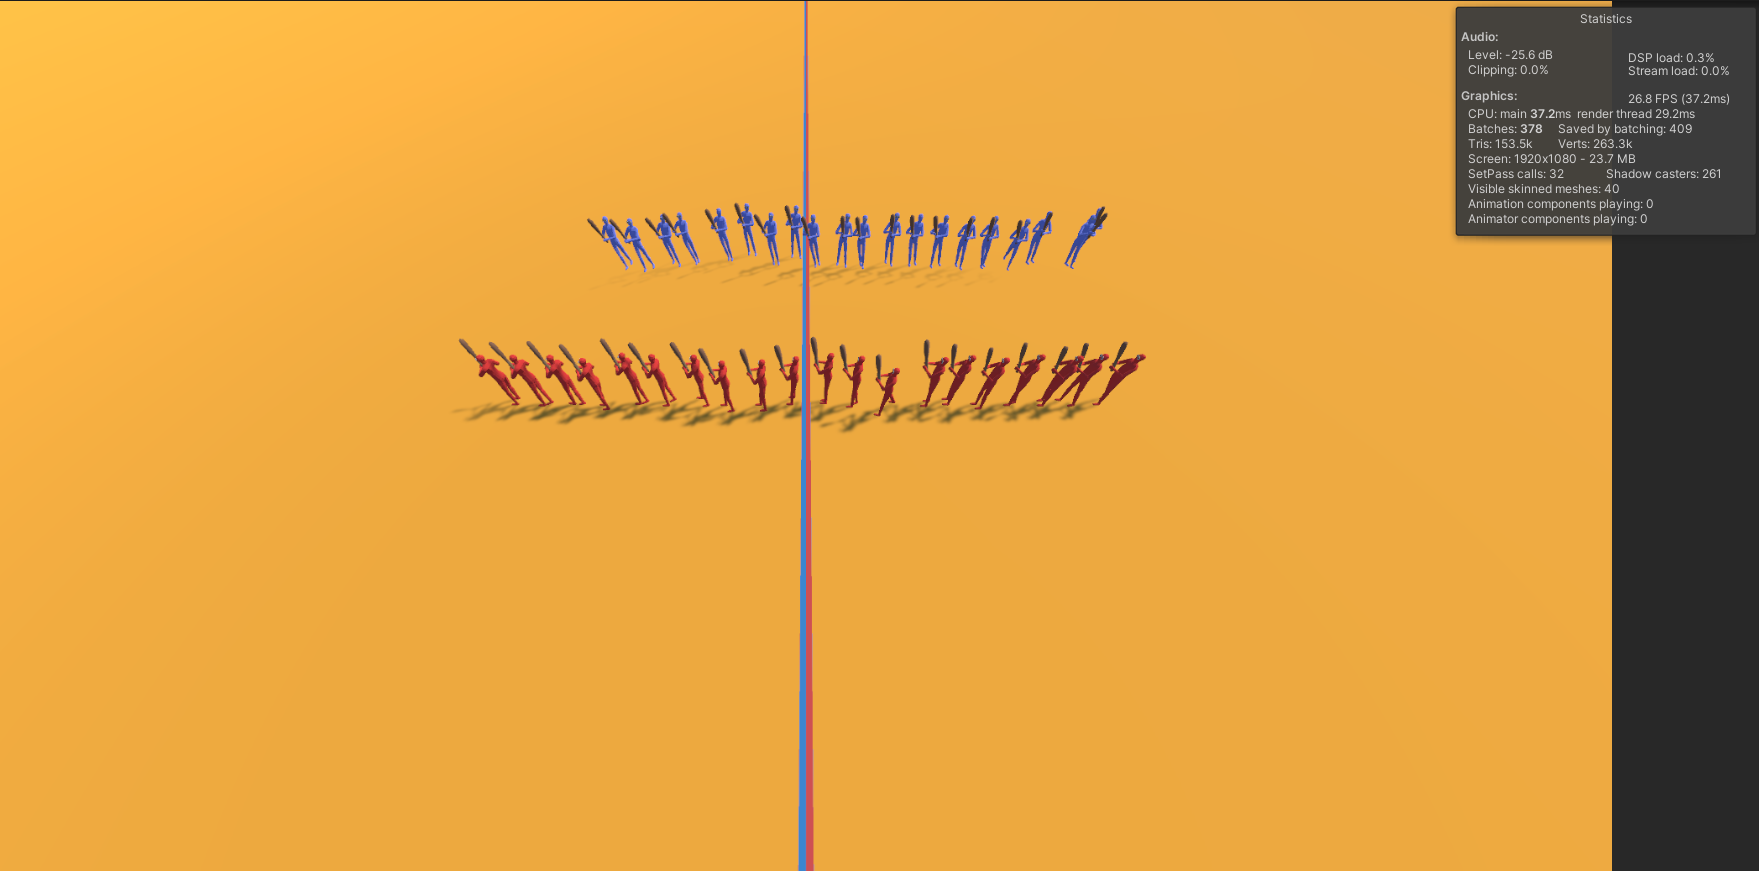 Statistics
Audio:
Level: -25.6 dB
DSP load: 0.3%
Clipping: 0.0%
Stream load: 0.0%
Graphics:
26.8 FPS (37.2ms)
CPU: main 37.2ms render thread 29.2ms
Batches: 378 Saved by batching: 409
Tris: 153.5k Verts: 263.3k
Screen: 1920x1080 - 23.7 MB
SetPass calls: 32 Shadow casters: 261
Visible skinned meshes: 40
Animation components playing: 0
Animator components playing: 0